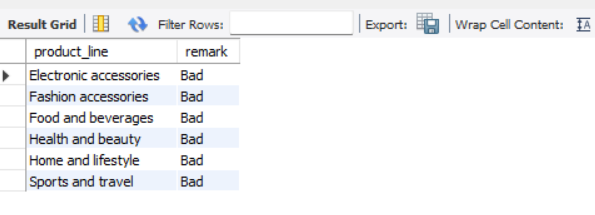 Result Grid Filter Rows: Export: Wrap Cell Content:
product_line remark
Electronic accessories Bad
Fashion accessories Bad
Food and beverages Bad
Health and beauty Bad
Home and lifestyle Bad
Sports and travel Bad